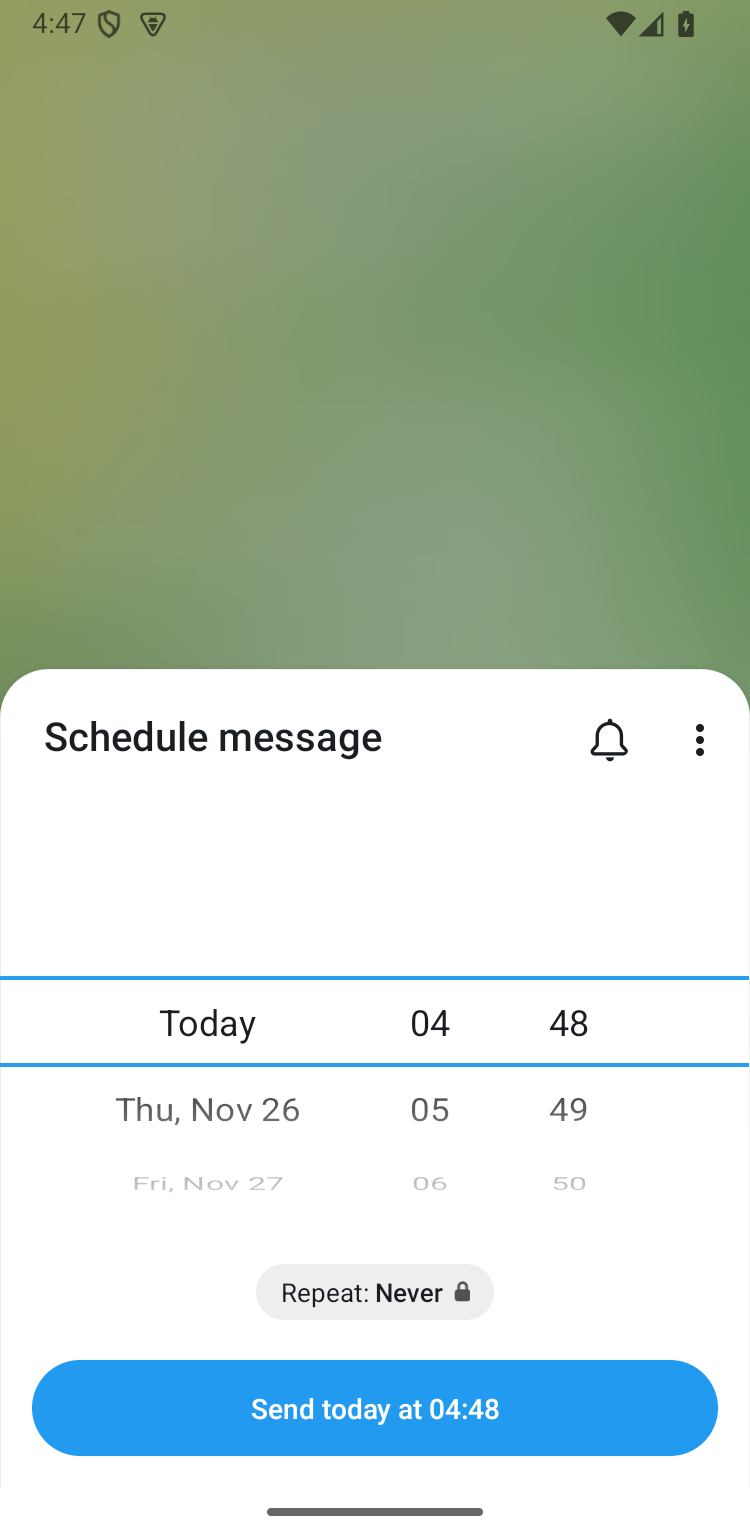 4:47
Schedule message
Today 04 48
Thu, Nov 26 05 49
Fri, Nov 27 06 50
Repeat: Never
Send today at 04:48